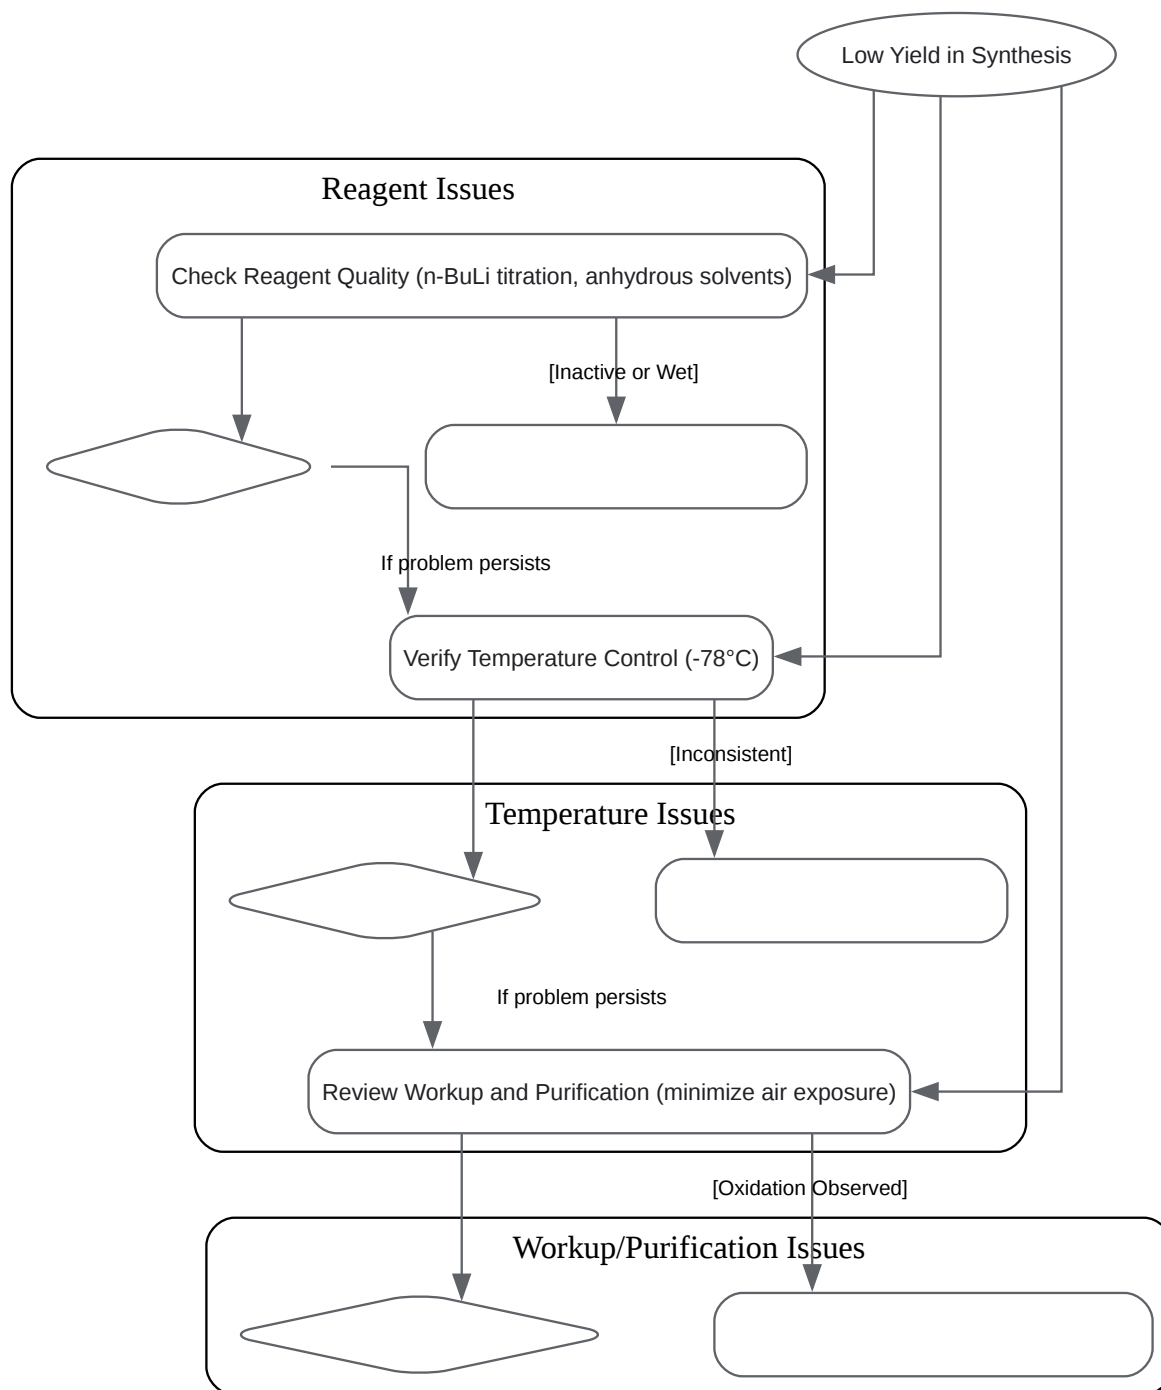 Low Yield in Synthesis
Reagent Issues
Check Reagent Quality (n-BuLi titration, anhydrous solvents)
[Inactive or Wet]
If problem persists
Verify Temperature Control (-78°C)
[Inconsistent]
Temperature Issues
If problem persists
Review Workup and Purification (minimize air exposure)
[Oxidation Observed]
Workup/Purification Issues